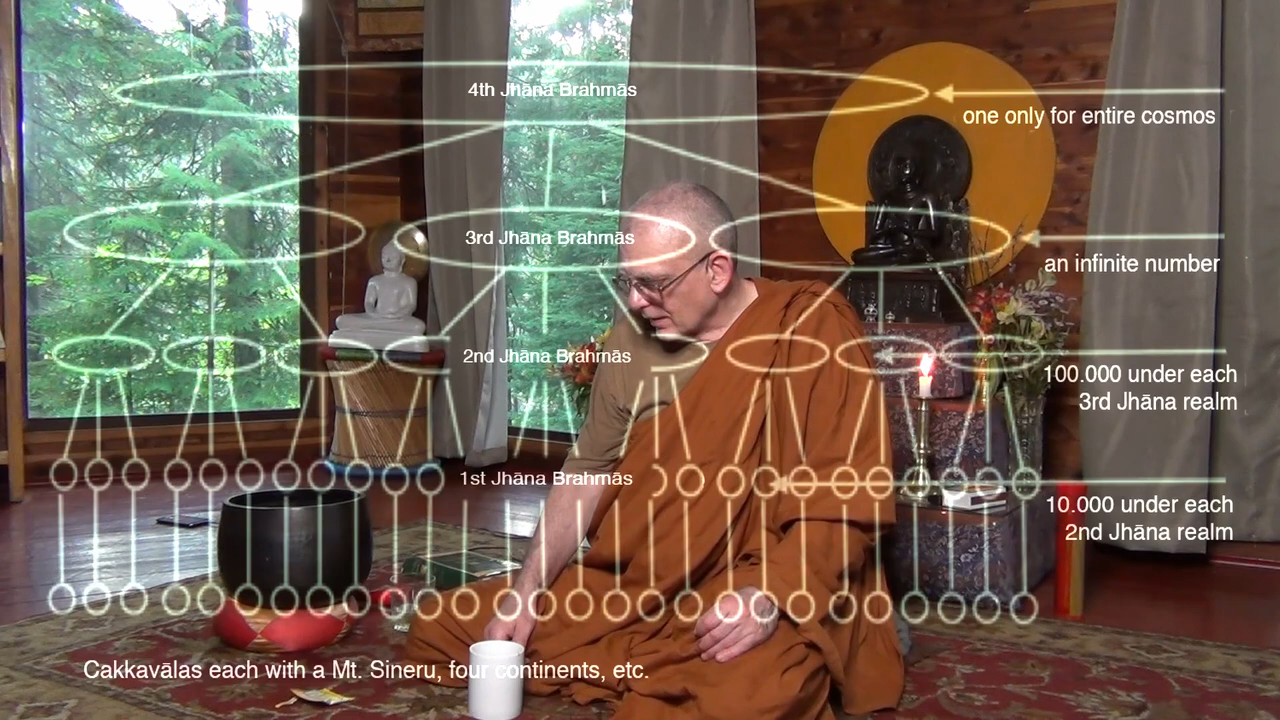 4th Jhāna Brahmās
one only for entire cosmos
3rd Jhāna Brahmās
an infinite number
2nd Jhāna Brahmās
100.000 under each
3rd Jhāna realm
1st Jhāna Brahmās
10.000 under each
2nd Jhāna realm
Cakkavālas each with a Mt. Sineru, four continents, etc.